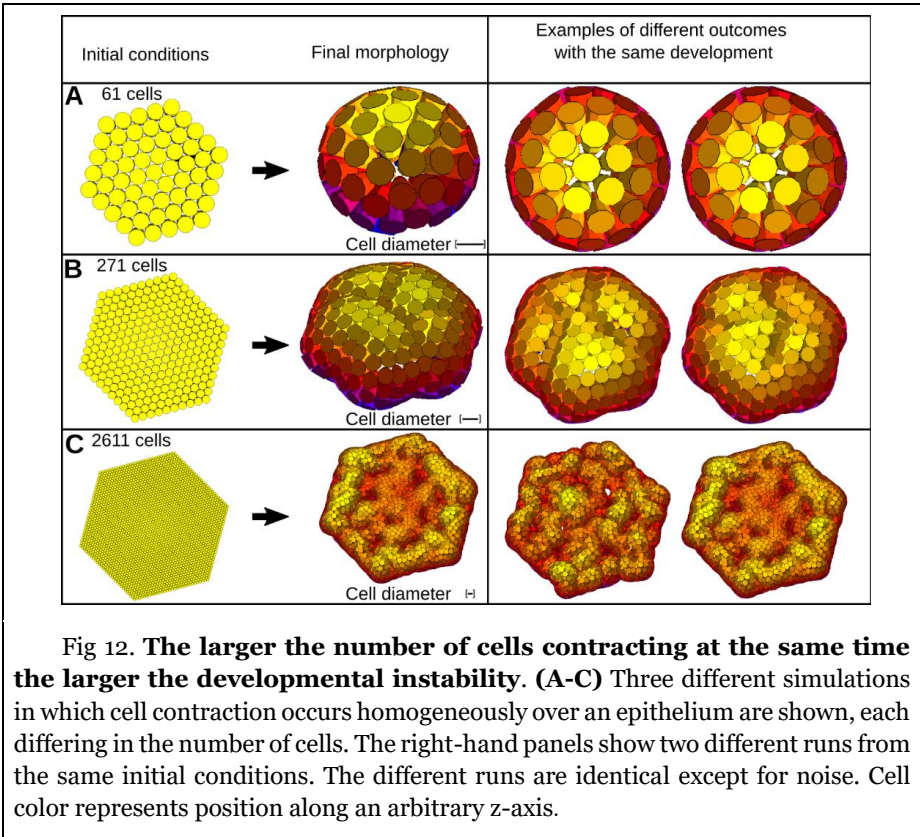 Initial conditions
Final morphology
Examples of different outcomes
with the same development
A 61 cells
Cell diameter
B 271 cells
Cell diameter
C 2611 cells
Cell diameter
Fig 12. The larger the number of cells contracting at the same time
the larger the developmental instability. (A-C) Three different simulations
in which cell contraction occurs homogeneously over an epithelium are shown, each
differing in the number of cells. The right-hand panels show two different runs from
the same initial conditions. The different runs are identical except for noise. Cell
color represents position along an arbitrary z-axis.